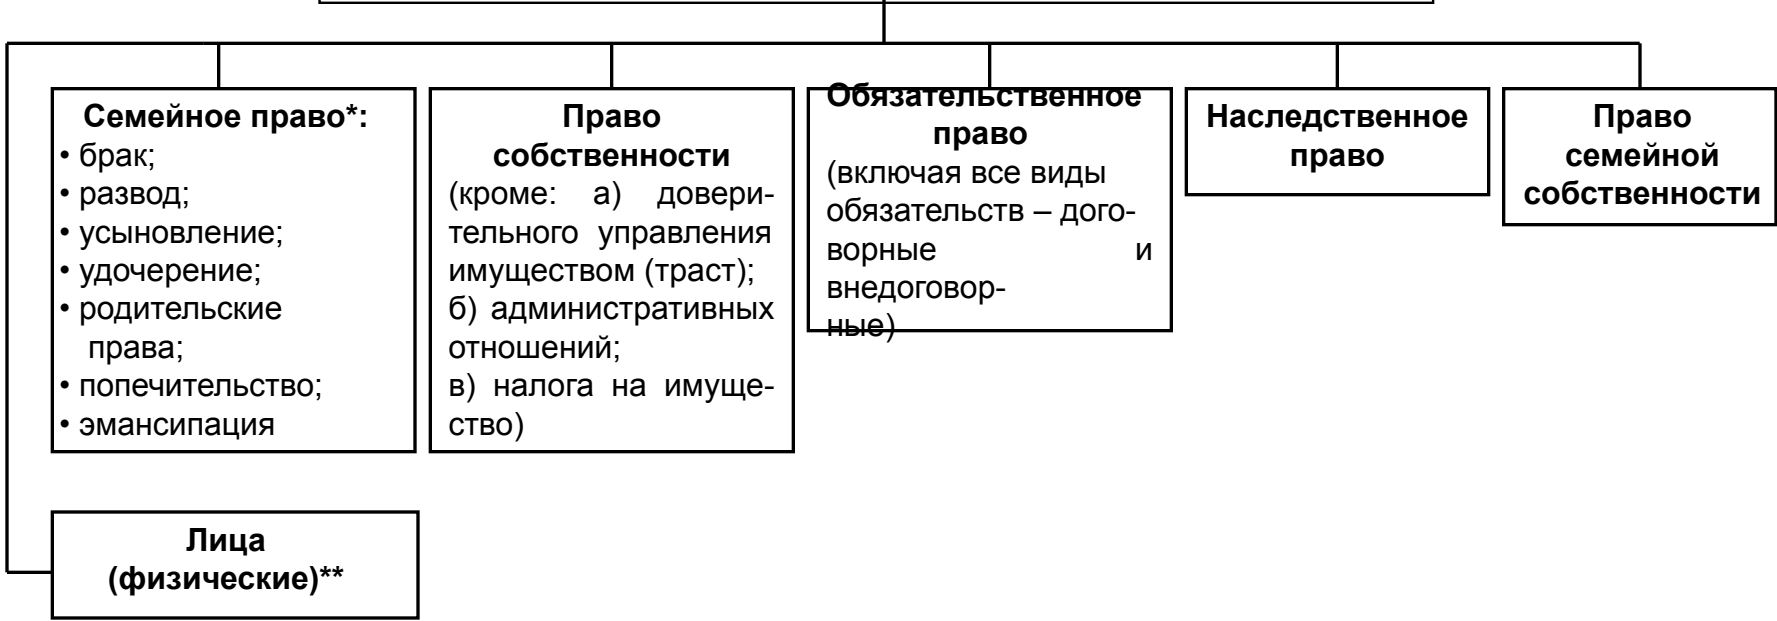 Семейное право*:
• брак;
• развод;
• усыновление;
• удочерение;
• родительские
права;
• попечительство;
• эмансипация
Право
собственности
(кроме: а) довери-
тельного управления
имуществом (траст);
б) административных
отношений;
в) налога на имуще-
ство)
Обязательственное
право
(включая все виды
обязательств – дого-
ворные и
внедоговор-
ные)
Наследственное
право
Право
семейной
собственности
Лица
(физические)**